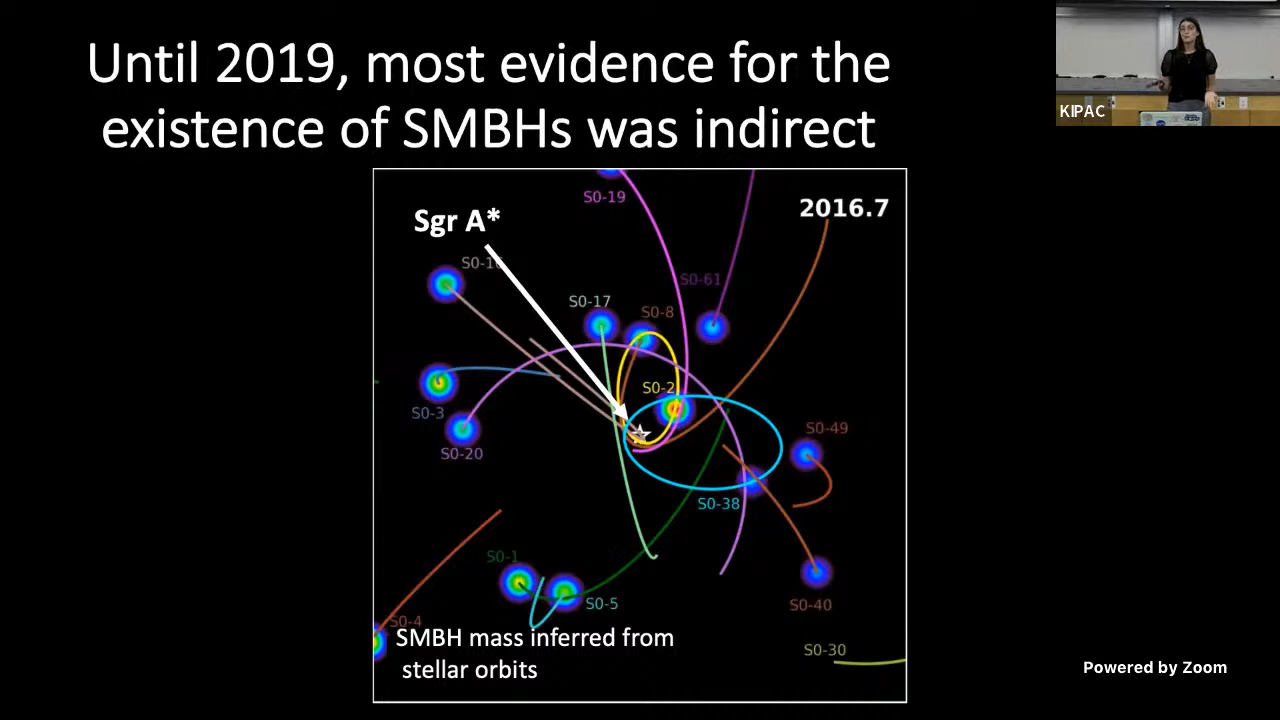 Until 2019, most evidence for the
existence of SMBHs was indirect
KIPAC
S0-19
2016.7
Sgr A*
S0-16
S0-61
S0-17
S0-8
S0-2
S0-3
S0-49
S0-20
S0-38
S0-1
S0-5
S0-40
S0-4
SMBH mass inferred from
stellar orbits
S0-30
Powered by Zoom